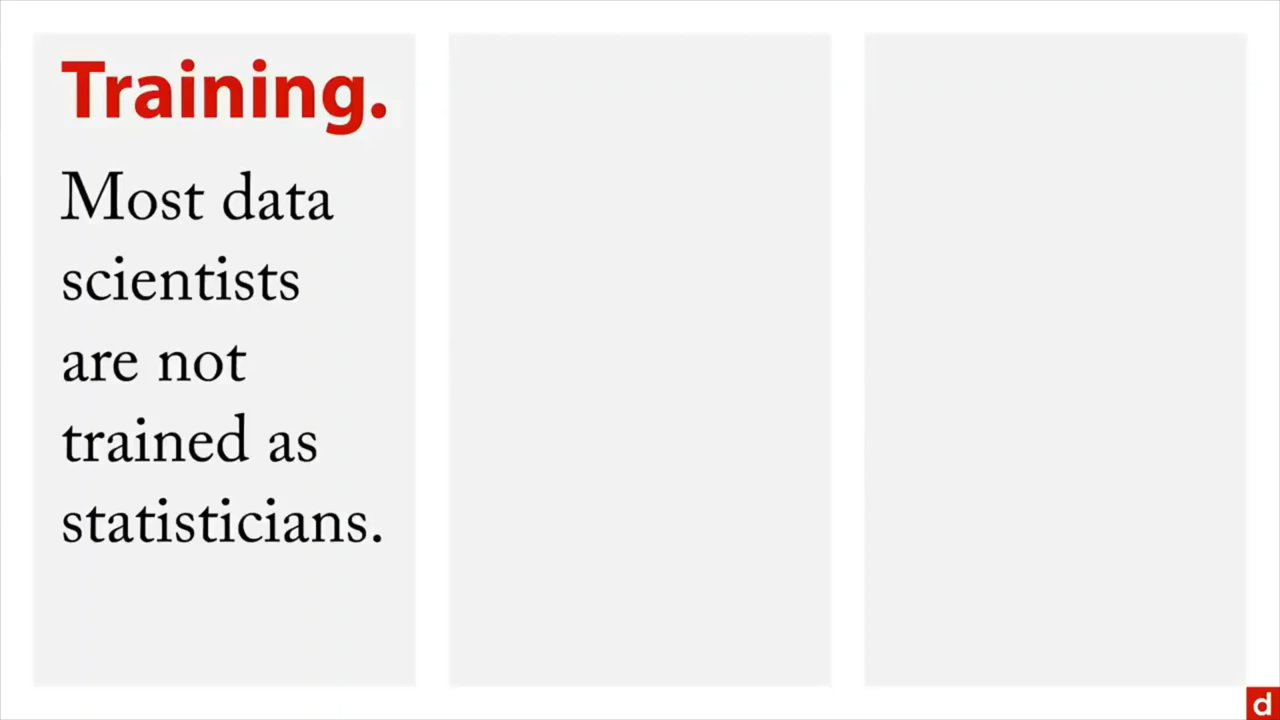 Training.
Most data
scientists
are not
trained as
statisticians.
d